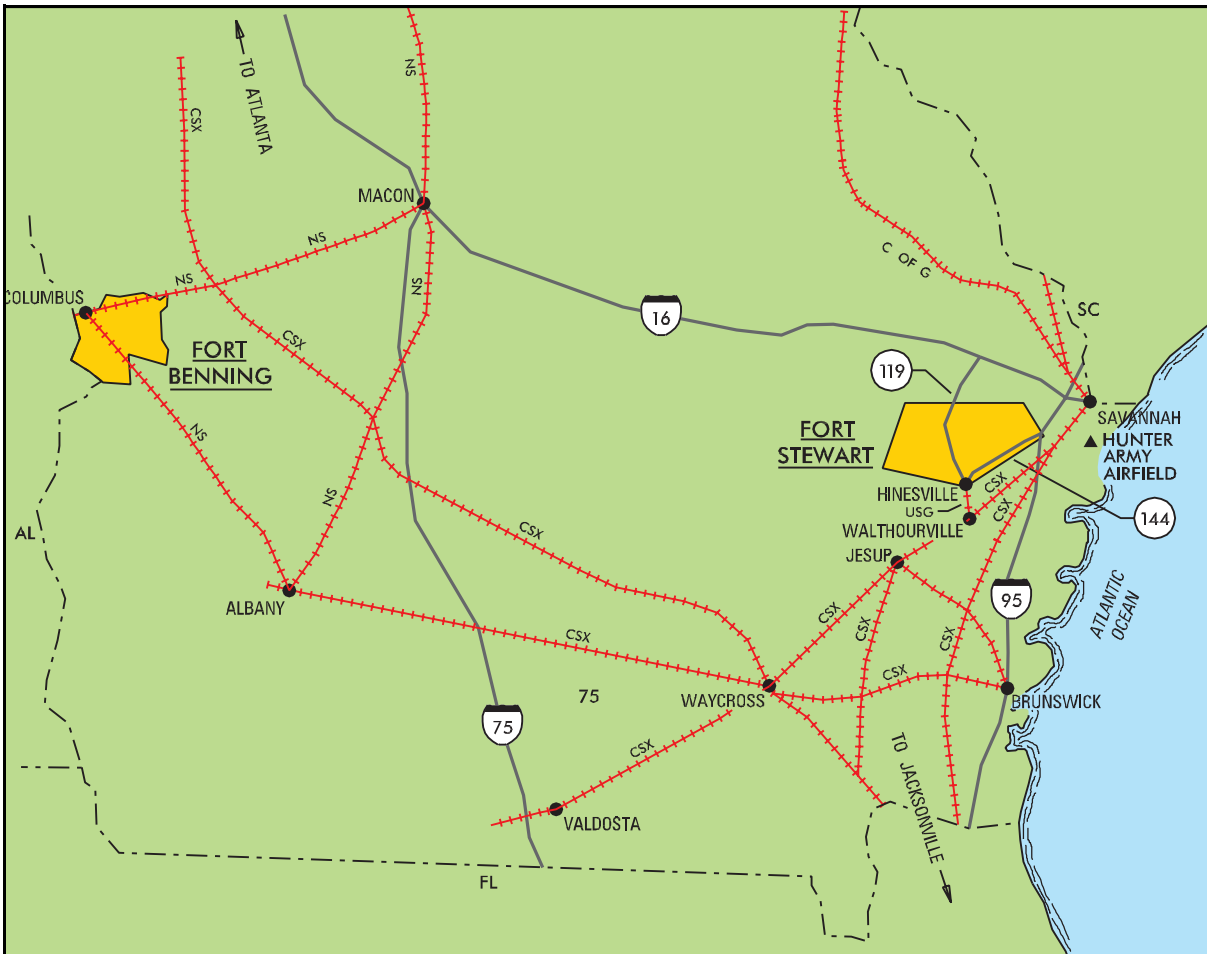 TO ATLANTA
NS
CSX
MACON
NS
NS
NS
C OF G
COLUMBUS
FORT
BENNING
CSX
16
SC
119
SAVANNAH
FORT
STEWART
HUNTER
ARMY
AIRFIELD
NS
NS
CSX
HINESVILLE
USG
CSX
WALTHOURVILLE
144
AL
CSX
JESUP
ALBANY
95
ATLANTIC
OCEAN
CSX
CSX
CSX
CSX
CSX
WAYCROSS
75
BRUNSWICK
75
CSX
TO JACKSONVILLE
VALDOSTA
FL